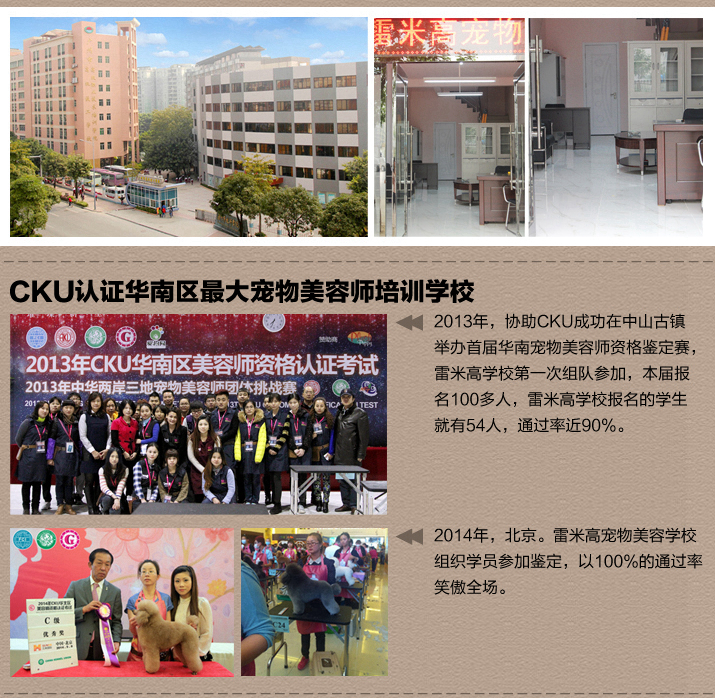 雷米高宠物
CKU认证华南区最大宠物美容师培训学校
2013年CKU华南区美容师资格认证考试
2013年中华两岸三地宠物美容师团体挑战赛
赞助商
2013年，协助CKU成功在中山古镇
举办首届华南宠物美容师资格鉴定赛，
雷米高学校第一次组队参加，本届报
名100多人，雷米高学校报名的学生
就有54人，通过率近90%。
C级
优秀奖
C24
2014年，北京。雷米高宠物美容学校
组织学员参加鉴定，以100%的通过率
笑傲全场。